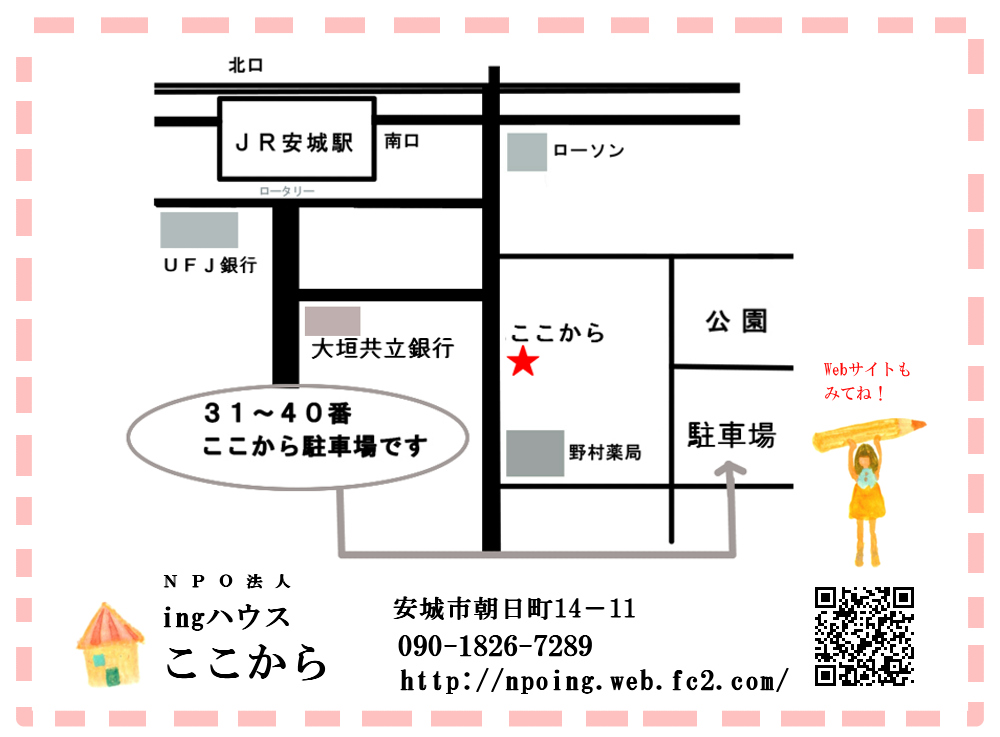 北口
ＪＲ安城駅
南口
ローソン
ロータリー
ＵＦＪ銀行
大垣共立銀行
ここから
公園
Webサイトも
みてね！
３１～４０番
ここから駐車場です
駐車場
野村薬局
ＮＰＯ法人
ingハウス
ここから
安城市朝日町14－11
090-1826-7289
http://npoing.web.fc2.com/